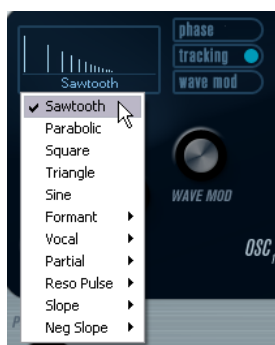 phase
tracking
Sawtooth
wave mod
✓ Sawtooth
Parabolic
Square
Triangle
Sine
Formant
Vocal
Partial
Reso Pulse
Slope
Neg Slope
WAVE MOD
OSC